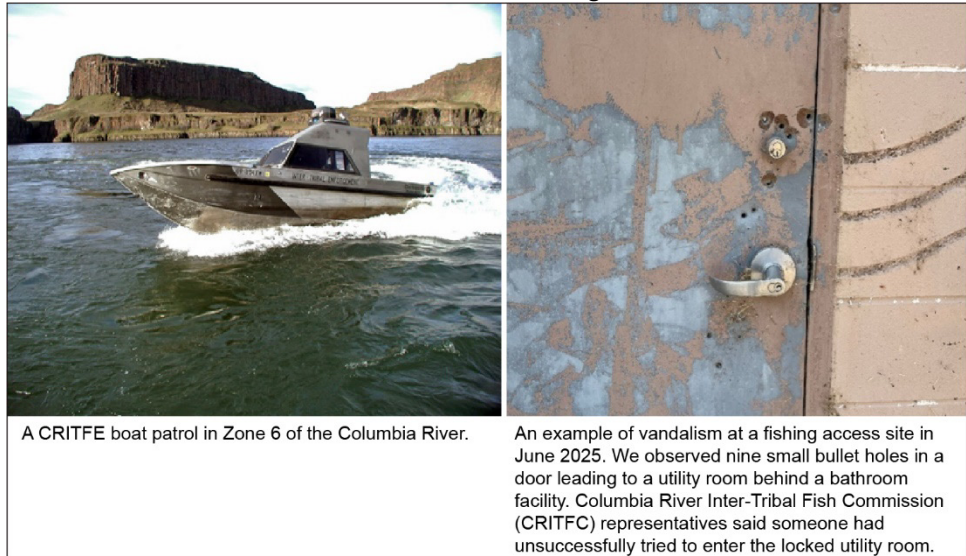 A CRITFE boat patrol in Zone 6 of the Columbia River.
An example of vandalism at a fishing access site in
June 2025. We observed nine small bullet holes in a
door leading to a utility room behind a bathroom
facility. Columbia River Inter-Tribal Fish Commission
(CRITFC) representatives said someone had
unsuccessfully tried to enter the locked utility room.